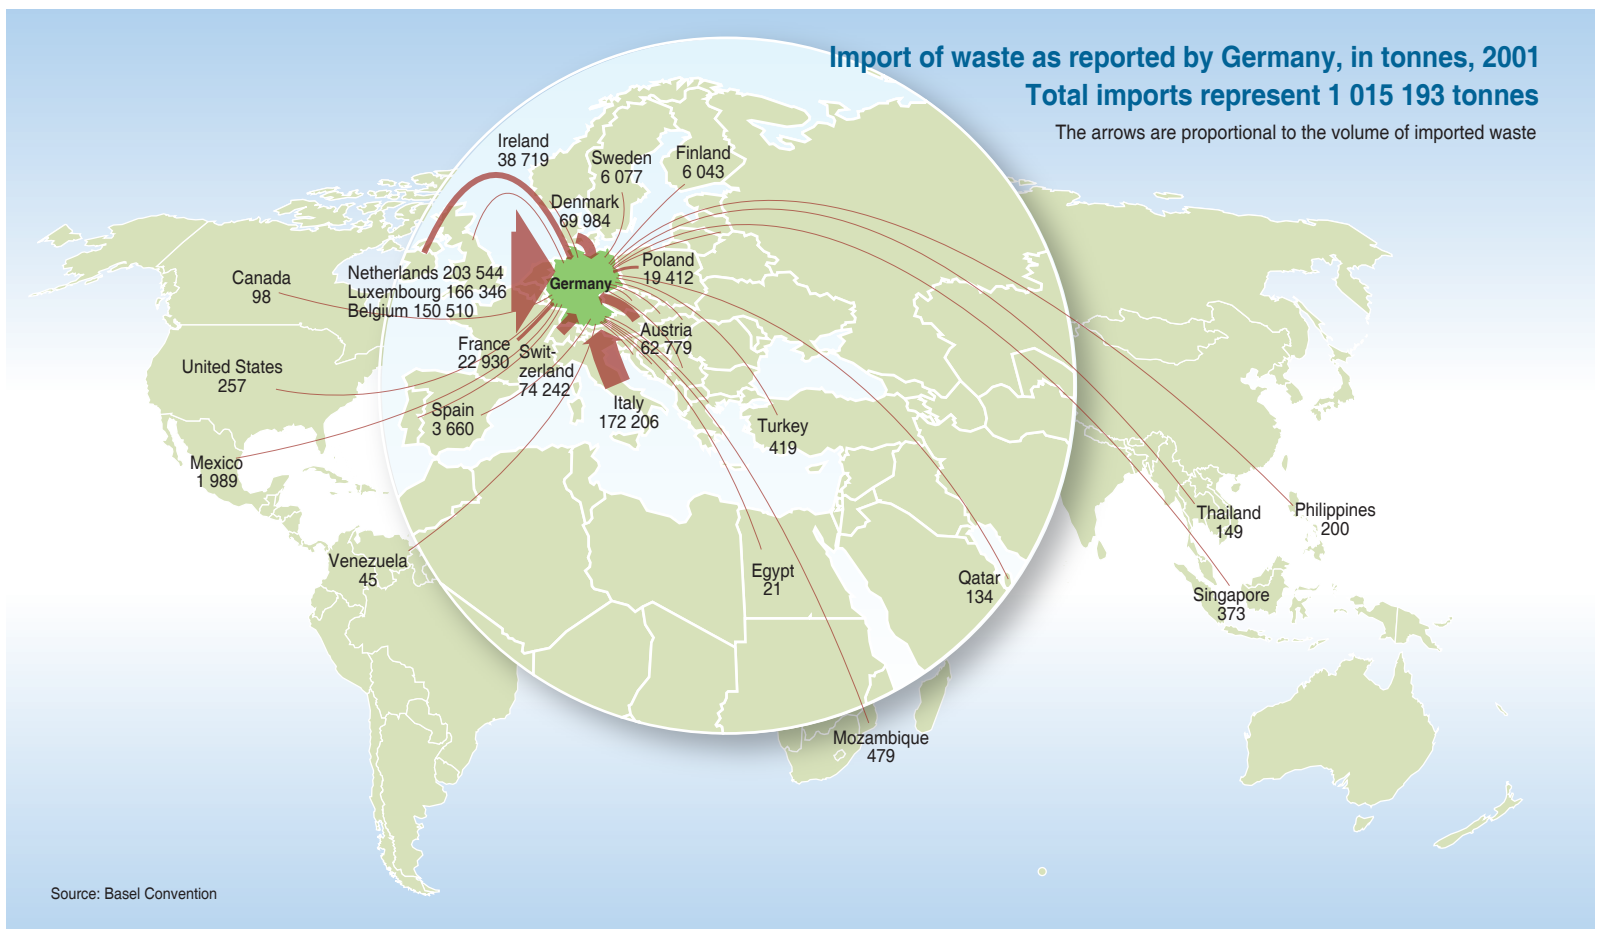 Import of waste as reported by Germany, in tonnes, 2001
Total imports represent 1 015 193 tonnes
The arrows are proportional to the volume of imported waste
Ireland
38 719
Sweden
6 077
Finland
6 043
Denmark
69 984
Poland
19 412
Canada
98
Netherlands 203 544
Luxembourg 166 346
Belgium 150 510
Germany
Austria
62 779
France
22 930
Swit-
zerland
74 242
United States
257
Italy
172 206
Spain
3 660
Turkey
419
Mexico
1 989
Thailand
149
Philippines
200
Venezuela
45
Egypt
21
Qatar
134
Singapore
373
Mozambique
479
Source: Basel Convention